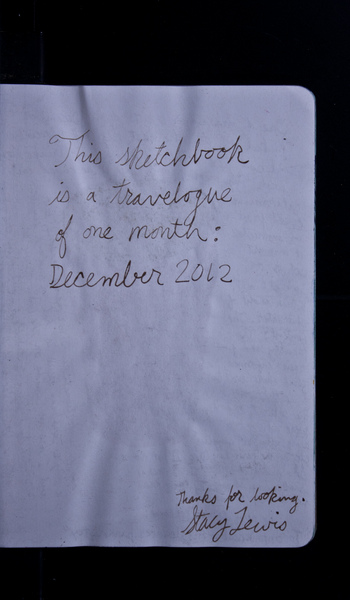 This sketchbook
is a travelogue
of one month:
December 2012
Thanks for looking.
Stacy Lewis